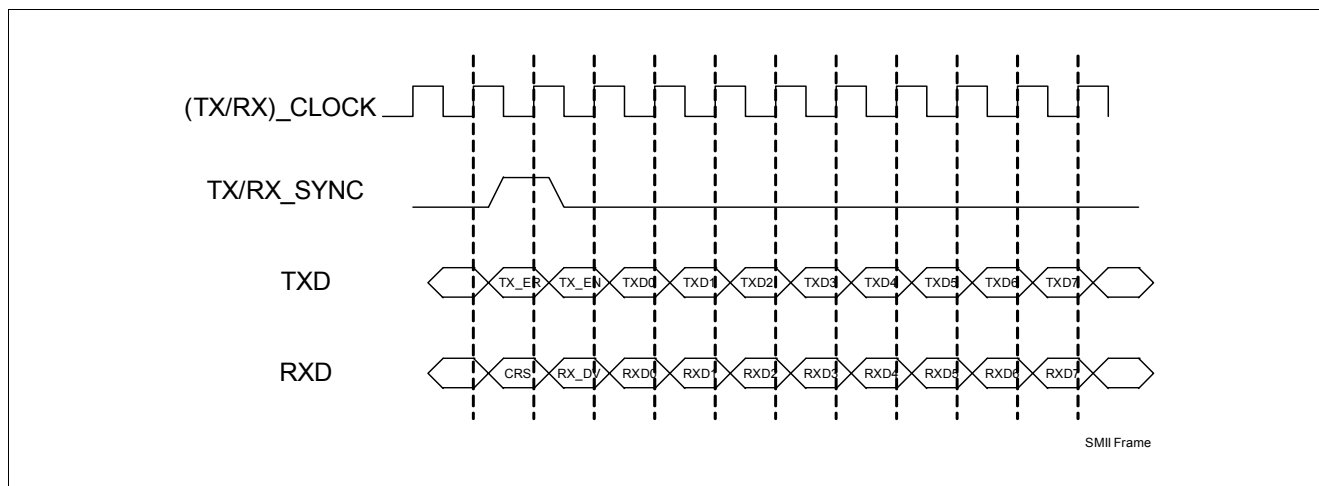 (TX/RX)_CLOCK
TX/RX_SYNC
TXD TX_ER TX_EN TXD0 TXD1 TXD2 TXD3 TXD4 TXD5 TXD6 TXD7
RXD CRS RX_DV RXD0 RXD1 RXD2 RXD3 RXD4 RXD5 RXD6 RXD7
SMII Frame